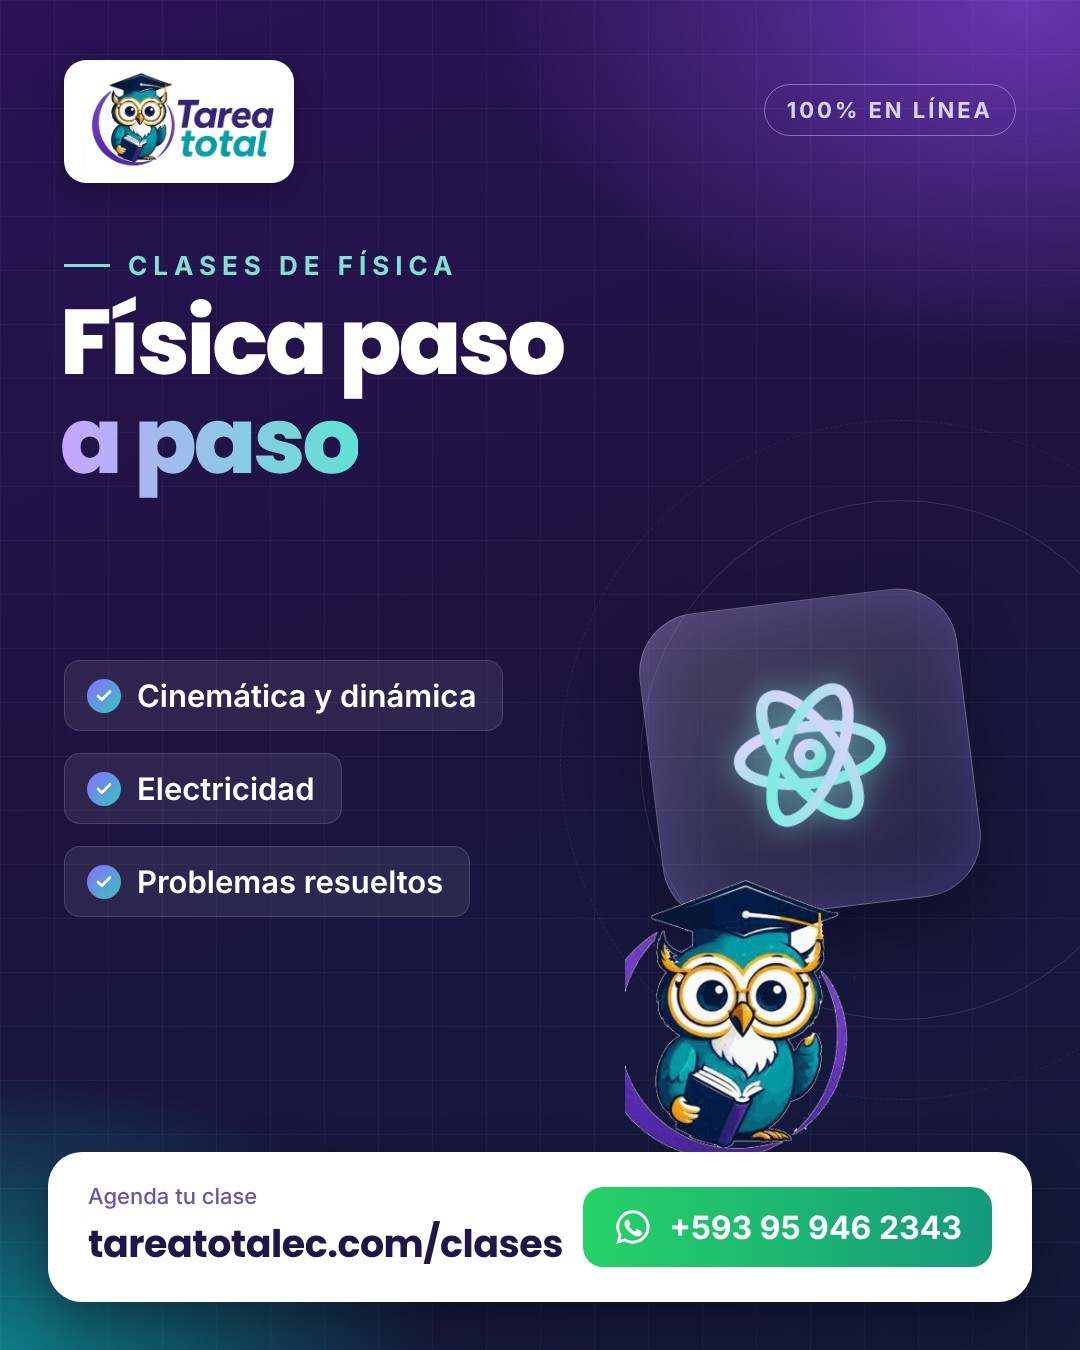 Tarea
total
100% EN LÍNEA
CLASES DE FÍSICA
Física paso
a paso
Cinemática y dinámica
Electricidad
Problemas resueltos
Agenda tu clase
tareatotalec.com/clases
+593 95 946 2343